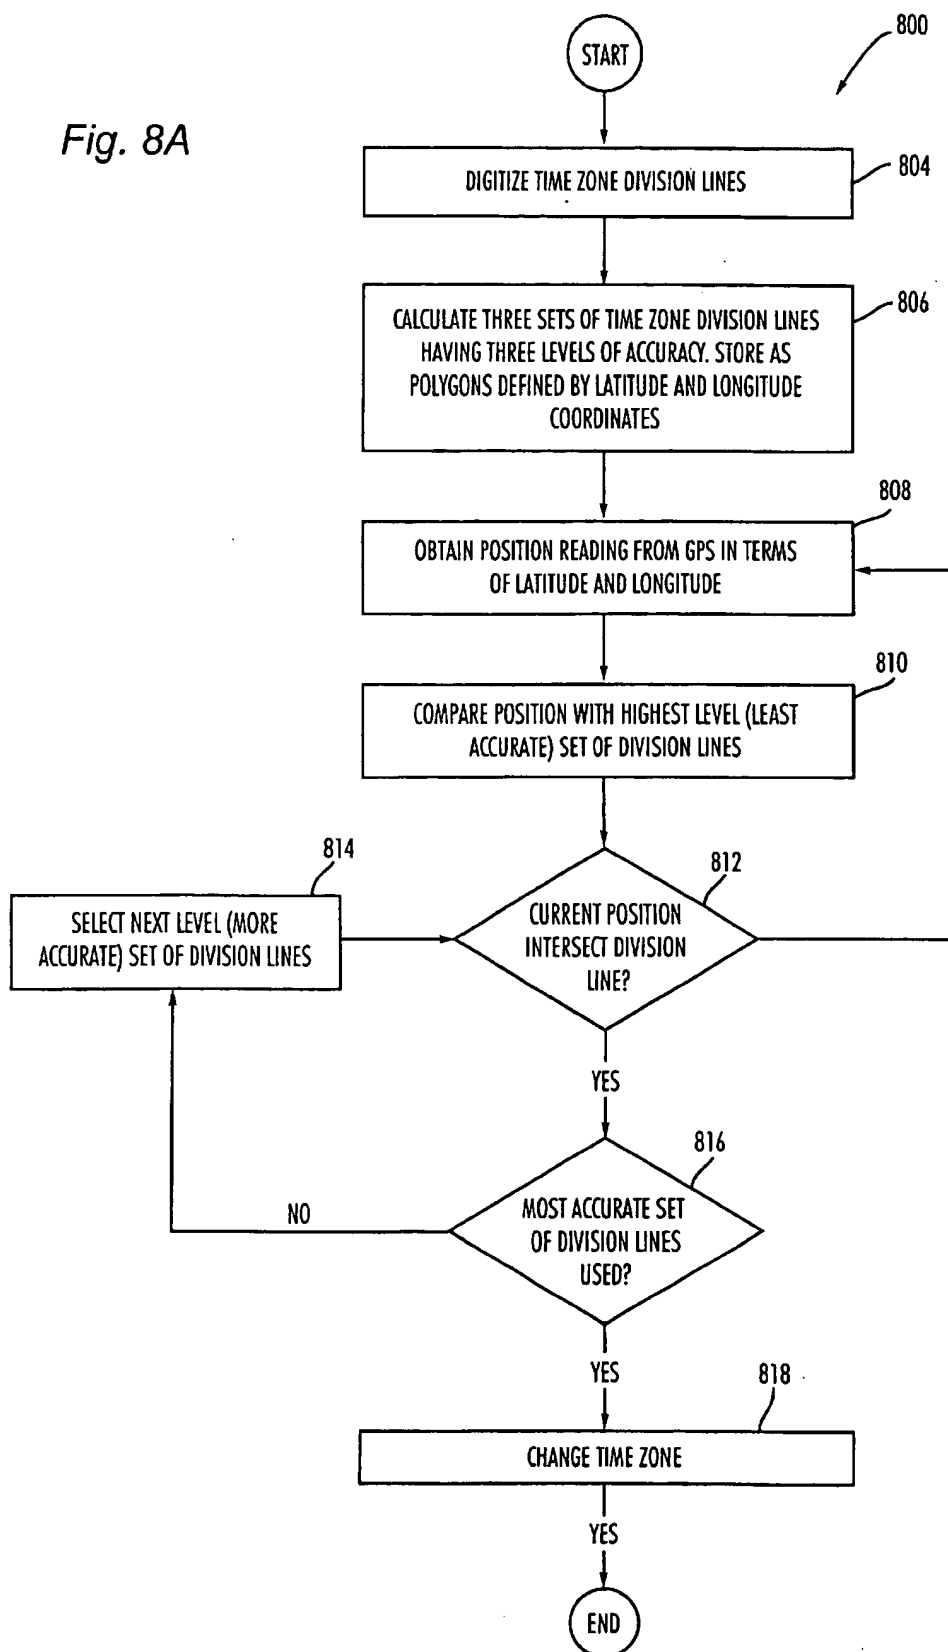 800
START
Fig. 8A
DIGITIZE TIME ZONE DIVISION LINES
804
CALCULATE THREE SETS OF TIME ZONE DIVISION LINES
HAVING THREE LEVELS OF ACCURACY. STORE AS
POLYGONS DEFINED BY LATITUDE AND LONGITUDE
COORDINATES
806
808
OBTAIN POSITION READING FROM GPS IN TERMS
OF LATITUDE AND LONGITUDE
810
COMPARE POSITION WITH HIGHEST LEVEL (LEAST
ACCURATE) SET OF DIVISION LINES
814
SELECT NEXT LEVEL (MORE
ACCURATE) SET OF DIVISION LINES
812
CURRENT POSITION
INTERSECT DIVISION
LINE?
YES
816
MOST ACCURATE SET
OF DIVISION LINES
USED?
NO
YES
818
CHANGE TIME ZONE
YES
END